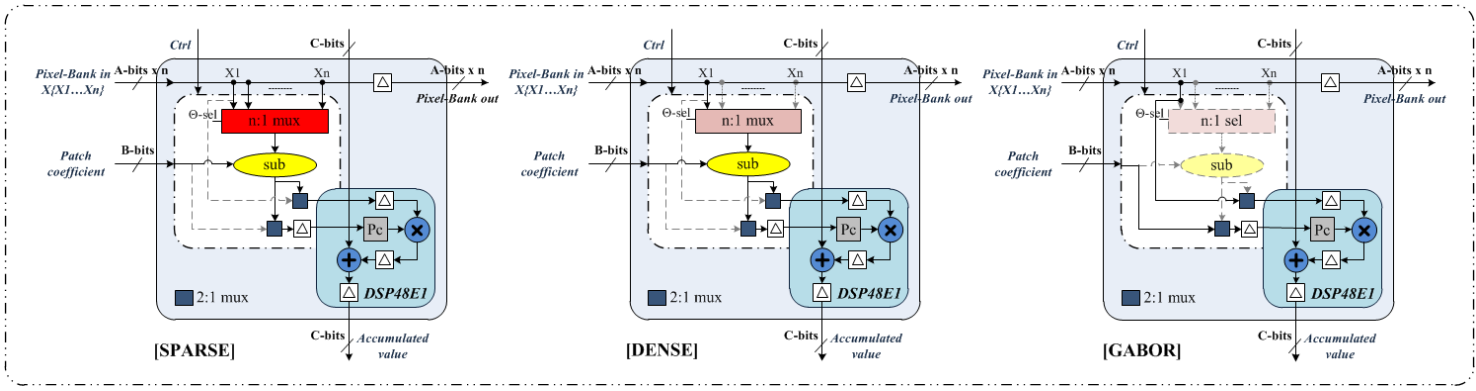 Ctrl
C-bits
Pixel-Bank in
X{X1...Xn}
A-bits x n
X1
Xn
A-bits x n
Pixel-Bank out
Θ-sel
n:1 mux
Patch
coefficient
B-bits
sub
Pc
DSP48E1
2:1 mux
C-bits
Accumulated
value
[SPARSE]
Ctrl
C-bits
Pixel-Bank in
X{X1...Xn}
A-bits x n
X1
Xn
A-bits x n
Pixel-Bank out
Θ-sel
n:1 mux
Patch
coefficient
B-bits
sub
Pc
DSP48E1
2:1 mux
C-bits
Accumulated
value
[DENSE]
Ctrl
C-bits
Pixel-Bank in
X{X1...Xn}
A-bits x n
X1
Xn
A-bits x n
Pixel-Bank out
Θ-sel
n:1 sel
Patch
coefficient
B-bits
sub
Pc
DSP48E1
2:1 mux
C-bits
Accumulated
value
[GABOR]